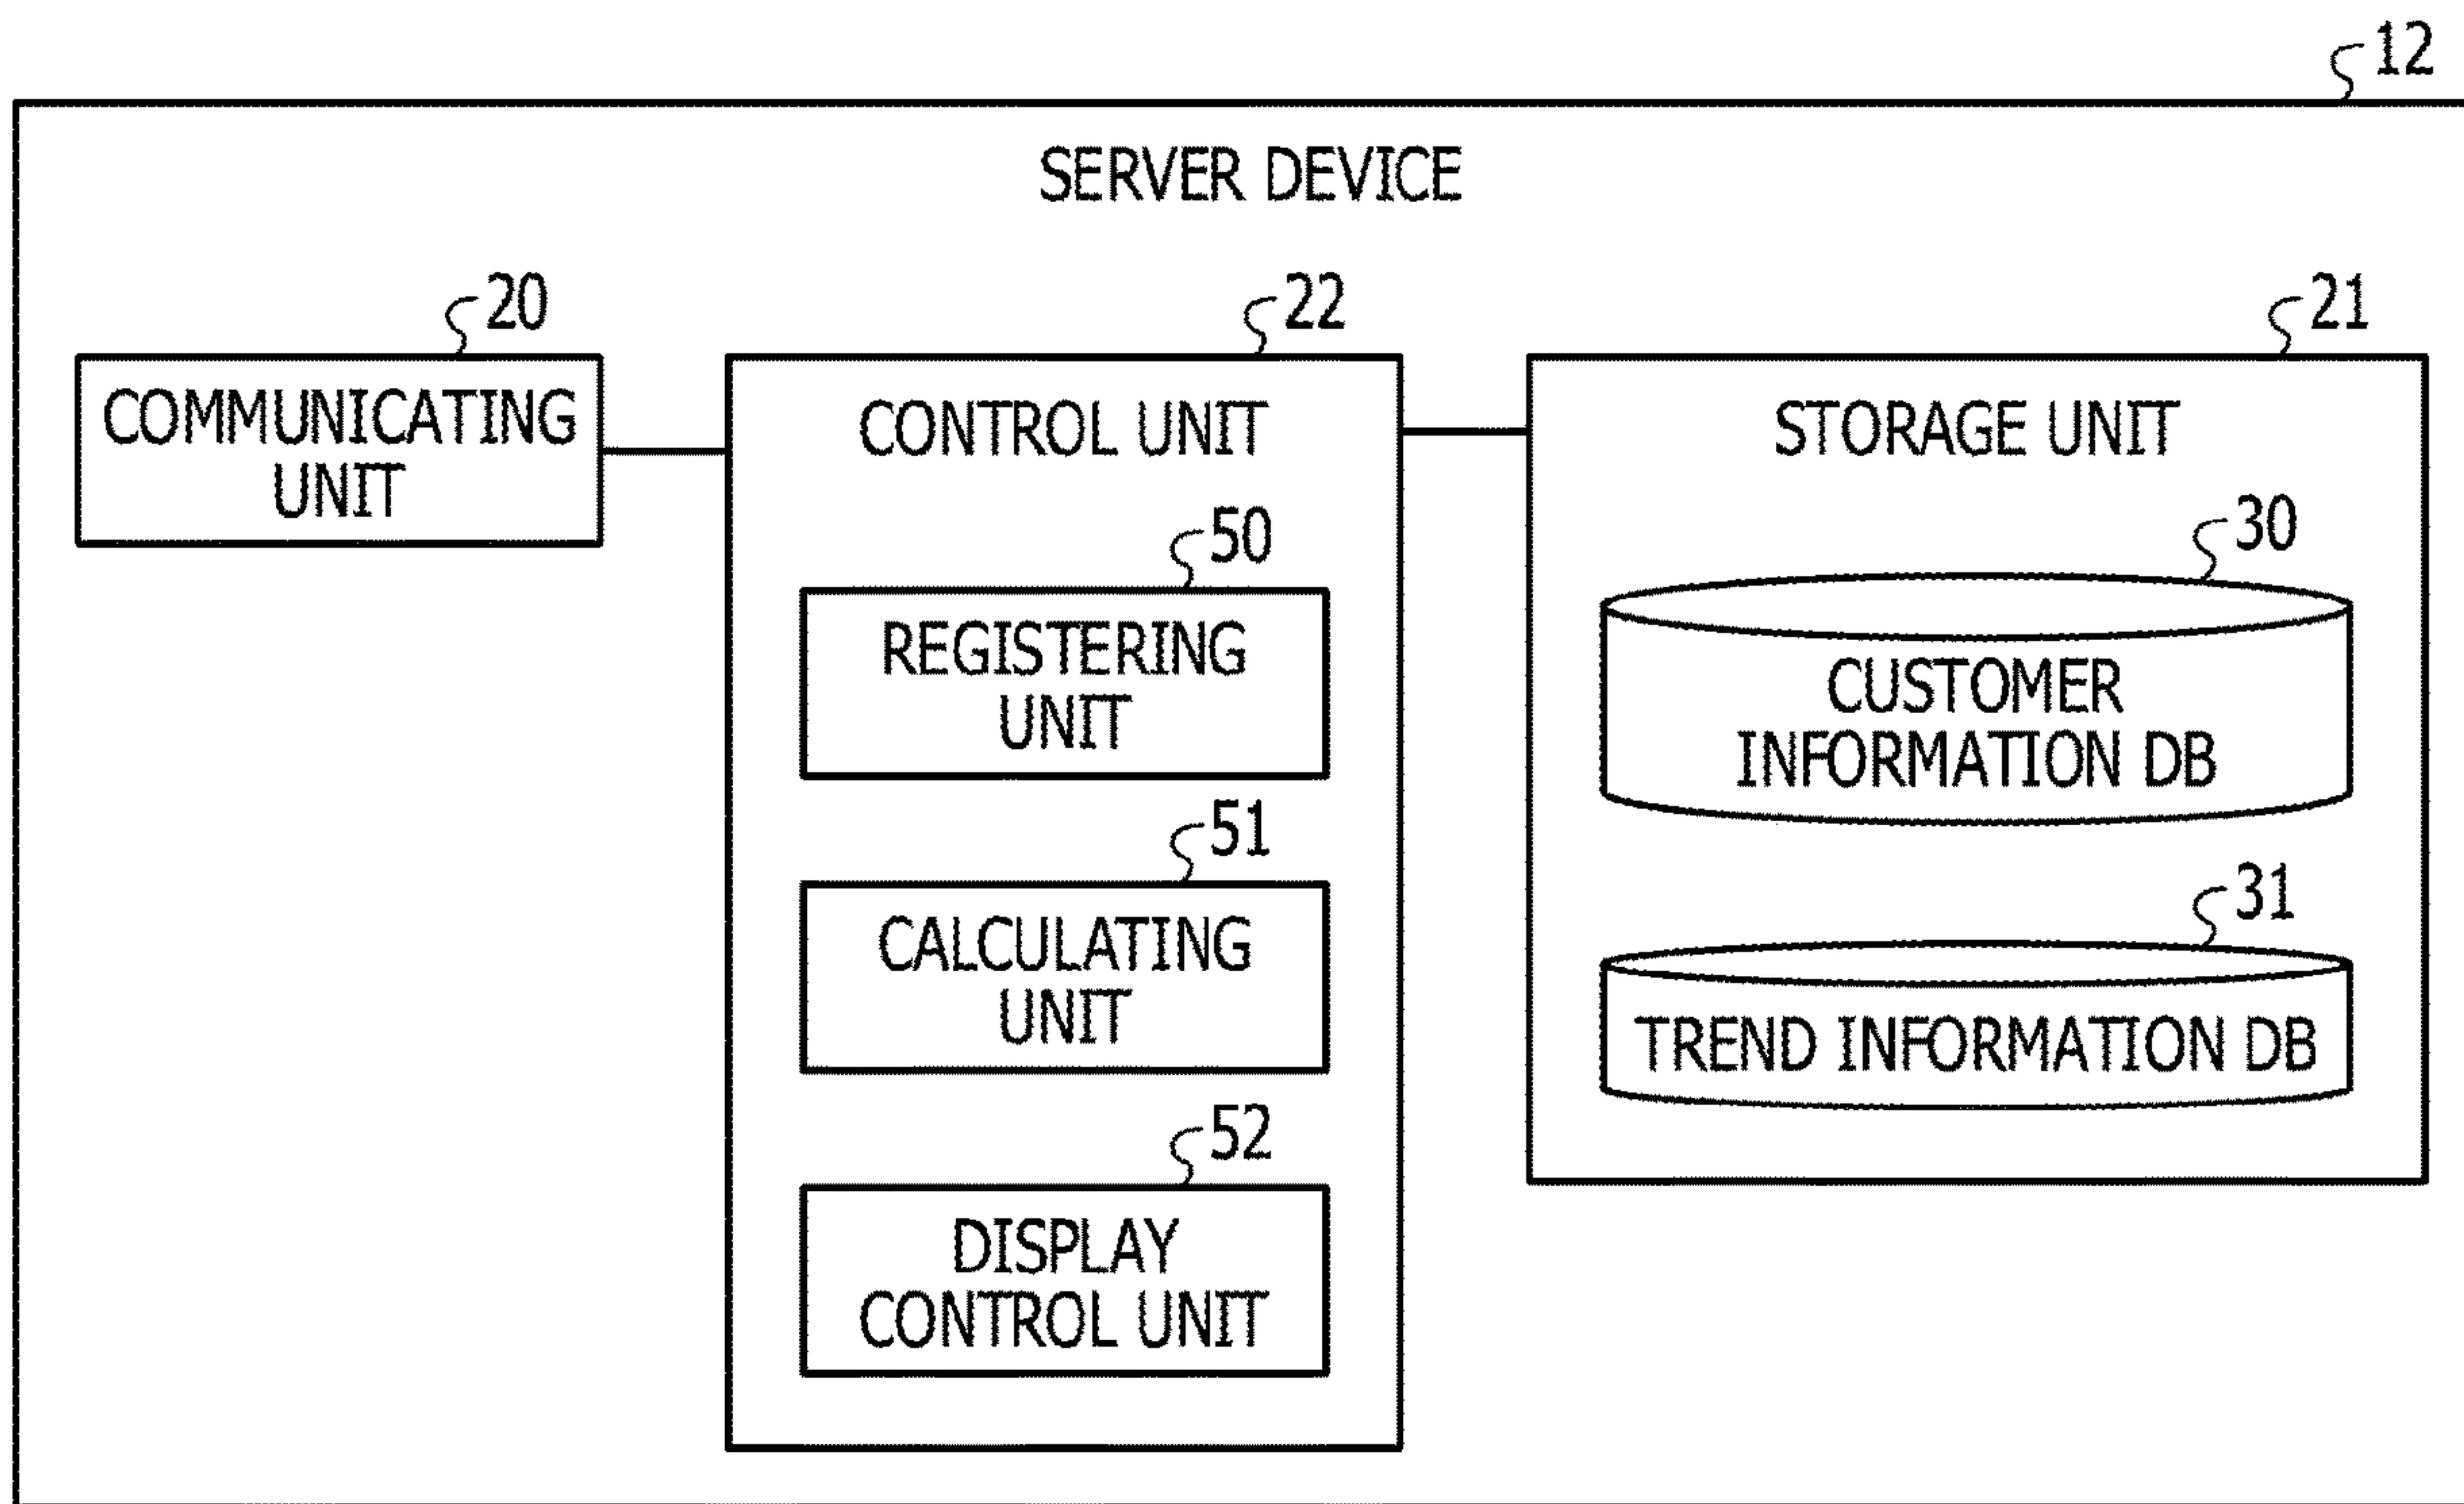 12
SERVER DEVICE
20
COMMUNICATING
UNIT
22
CONTROL UNIT
50
REGISTERING
UNIT
51
CALCULATING
UNIT
52
DISPLAY
CONTROL UNIT
21
STORAGE UNIT
30
CUSTOMER
INFORMATION DB
31
TREND INFORMATION DB